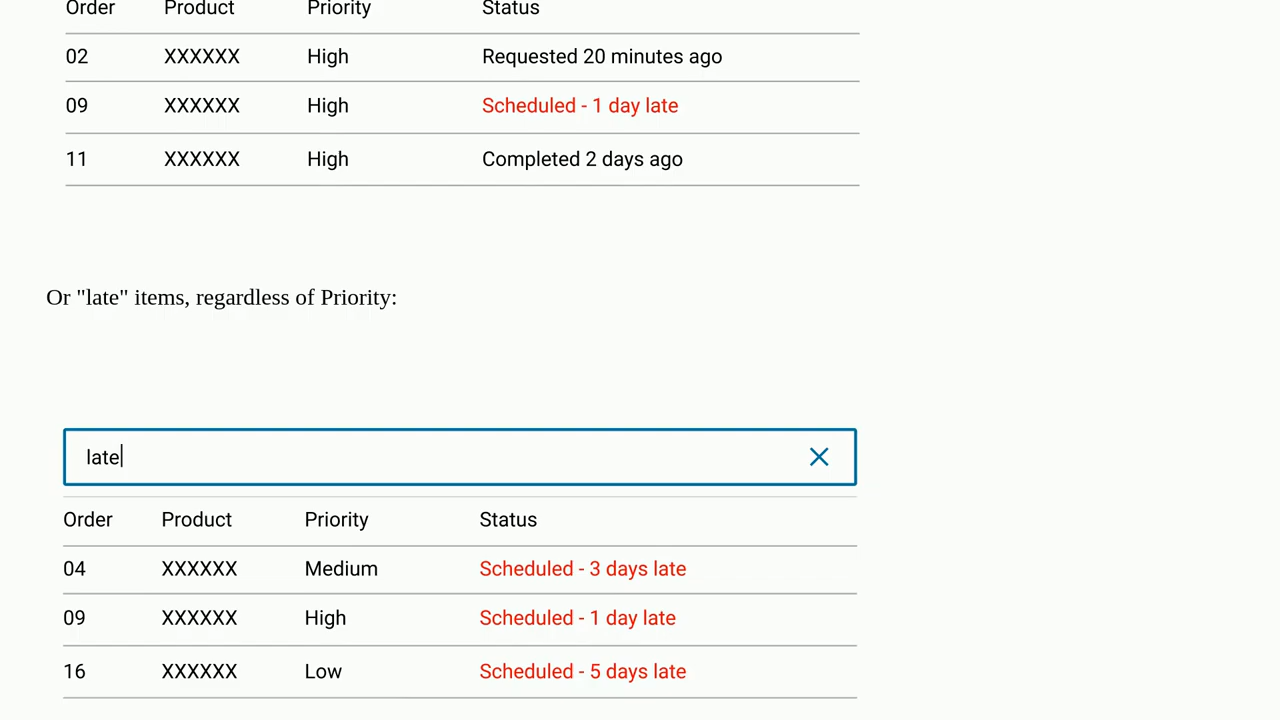 Order Product Priority Status
02 XXXXXX High Requested 20 minutes ago
09 XXXXXX High Scheduled - 1 day late
11 XXXXXX High Completed 2 days ago
Or "late" items, regardless of Priority:
late
Order Product Priority Status
04 XXXXXX Medium Scheduled - 3 days late
09 XXXXXX High Scheduled - 1 day late
16 XXXXXX Low Scheduled - 5 days late